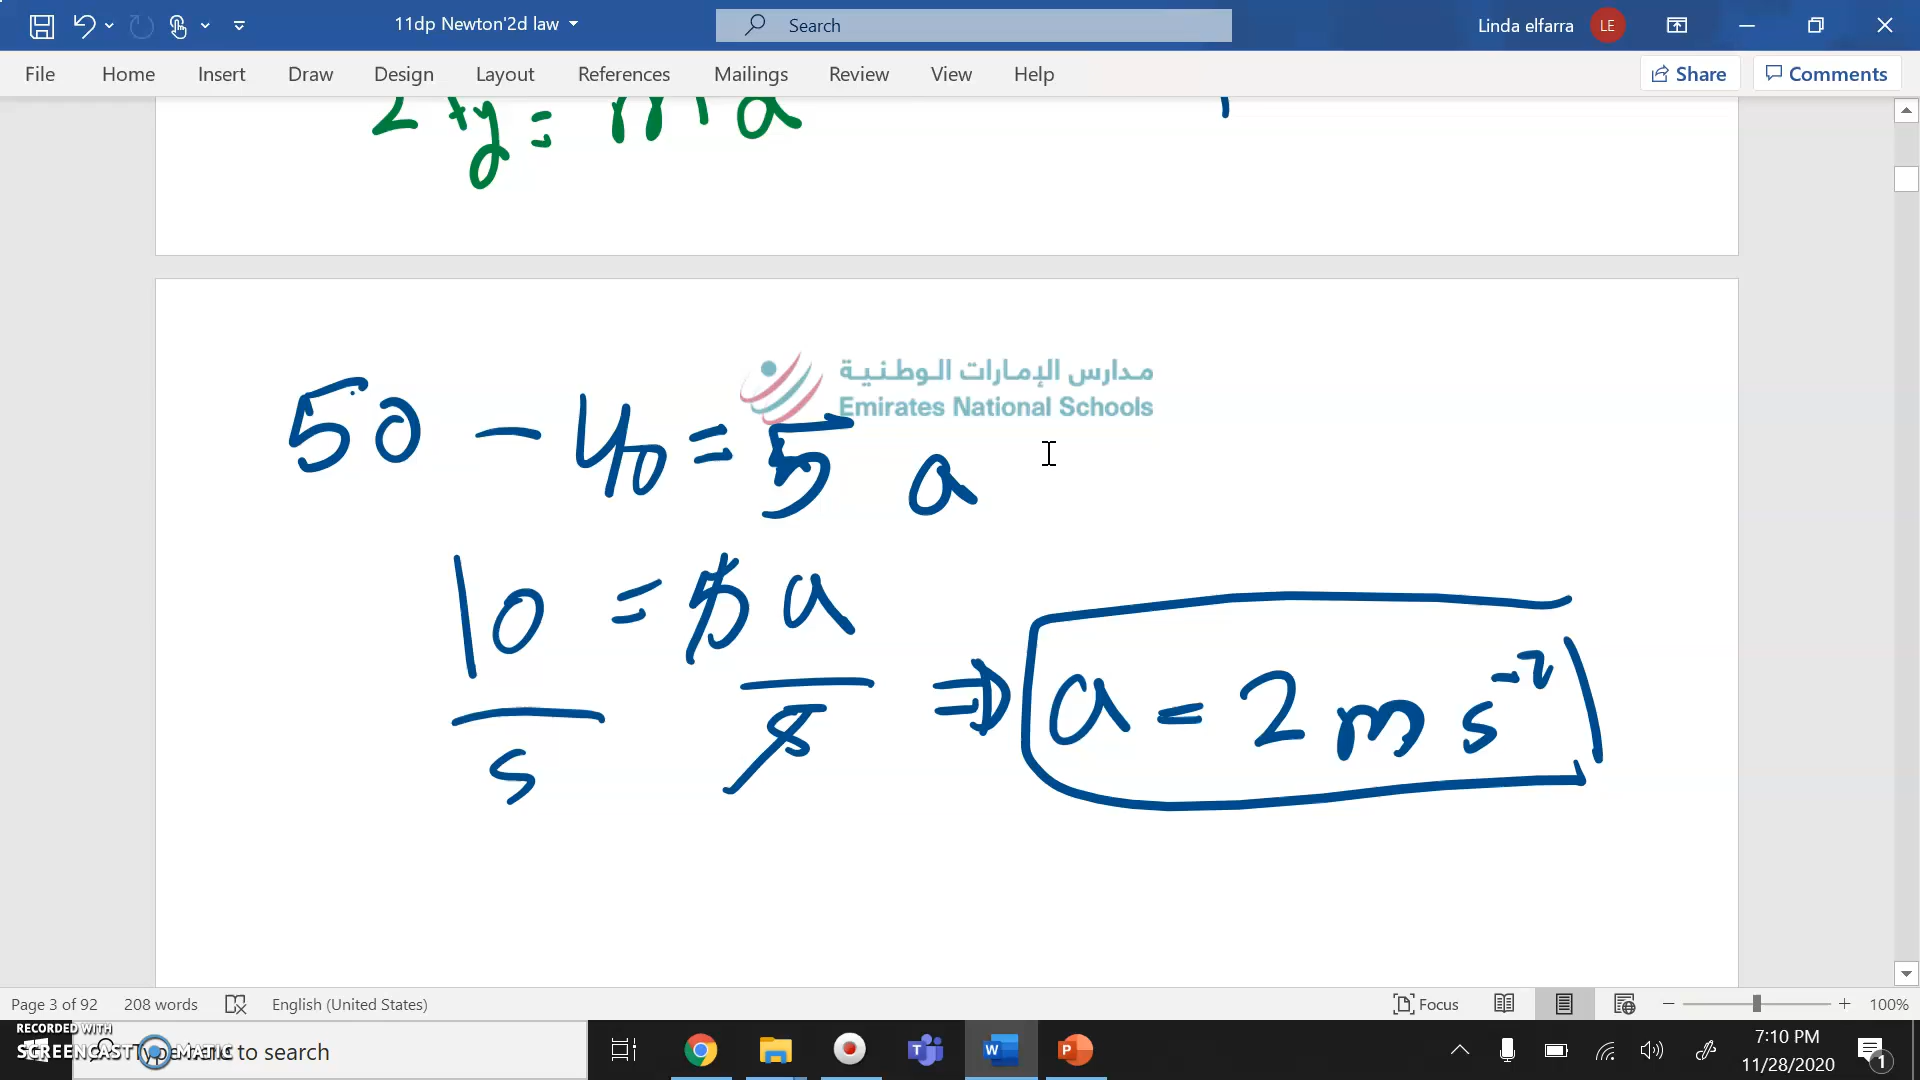 11dp Newton'2d law
Search
Linda elfarra
LE
File Home Insert Draw Design Layout References Mailings Review View Help
Share
Comments
y = m a
مدارس الإمارات الوطنية
Emirates National Schools
50 - 40 = 5 a
10 = 5 a
5 5
⇒ a = 2 m s⁻²
Page 3 of 92
208 words
English (United States)
Focus
100%
RECORDED WITH
SCREENCAST MATIC
to search
W
P
7:10 PM
11/28/2020
1